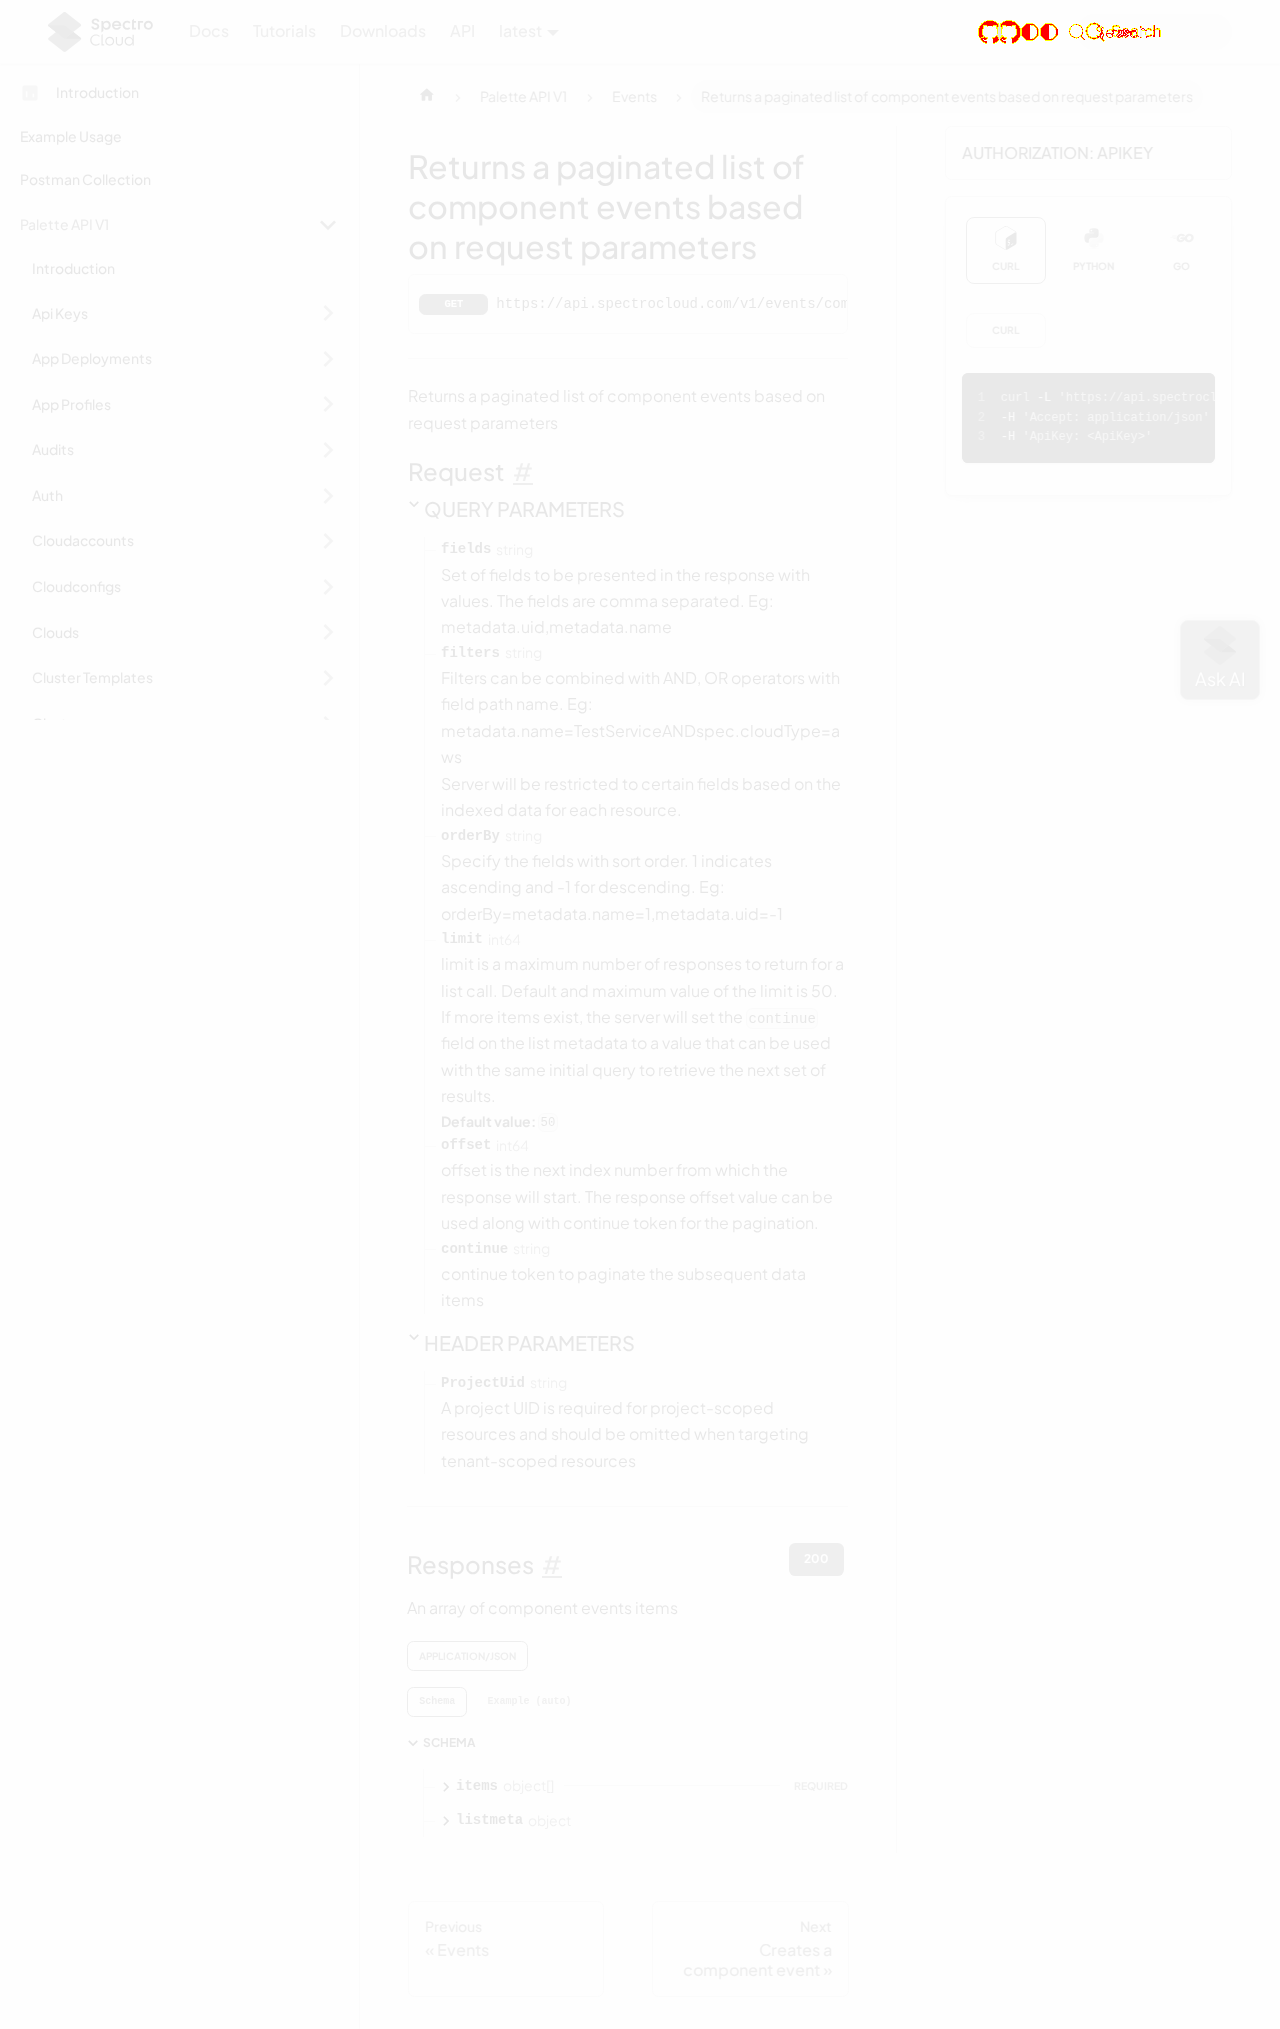 Spectro
Cloud
Docs
Tutorials
Downloads
API
latest
Introduction
Example Usage
Postman Collection
Palette API V1
Introduction
Api Keys
App Deployments
App Profiles
Audits
Auth
Cloudaccounts
Cloudconfigs
Clouds
Cluster Templates
Palette API V1
Events
Returns a paginated list of component events based on request parameters
Returns a paginated list of
component events based
on request parameters
GET https://api.spectrocloud.com/v1/events/com
Returns a paginated list of component events based on
request parameters
Request #
QUERY PARAMETERS
fields string
Set of fields to be presented in the response with
values. The fields are comma separated. Eg:
metadata.uid,metadata.name
filters string
Filters can be combined with AND, OR operators with
field path name. Eg:
metadata.name=TestServiceANDspec.cloudType=a
ws
Server will be restricted to certain fields based on the
indexed data for each resource.
orderBy string
Specify the fields with sort order. 1 indicates
ascending and -1 for descending. Eg:
orderBy=metadata.name=1,metadata.uid=-1
limit int64
limit is a maximum number of responses to return for a
list call. Default and maximum value of the limit is 50.
If more items exist, the server will set the continue
field on the list metadata to a value that can be used
with the same initial query to retrieve the next set of
results.
Default value: 50
offset int64
offset is the next index number from which the
response will start. The response offset value can be
used along with continue token for the pagination.
continue string
continue token to paginate the subsequent data
items
HEADER PARAMETERS
ProjectUid string
A project UID is required for project-scoped
resources and should be omitted when targeting
tenant-scoped resources
Responses #
200
An array of component events items
APPLICATION/JSON
Schema
Example (auto)
SCHEMA
items object[]
REQUIRED
listmeta object
Previous
« Events
Next
Creates a
component event »
AUTHORIZATION: APIKEY
CURL
PYTHON
GO
GO
CURL
1 curl -L 'https://api.spectrocl
2 -H 'Accept: application/json'
3 -H 'ApiKey: <ApiKey>'
Ask AI